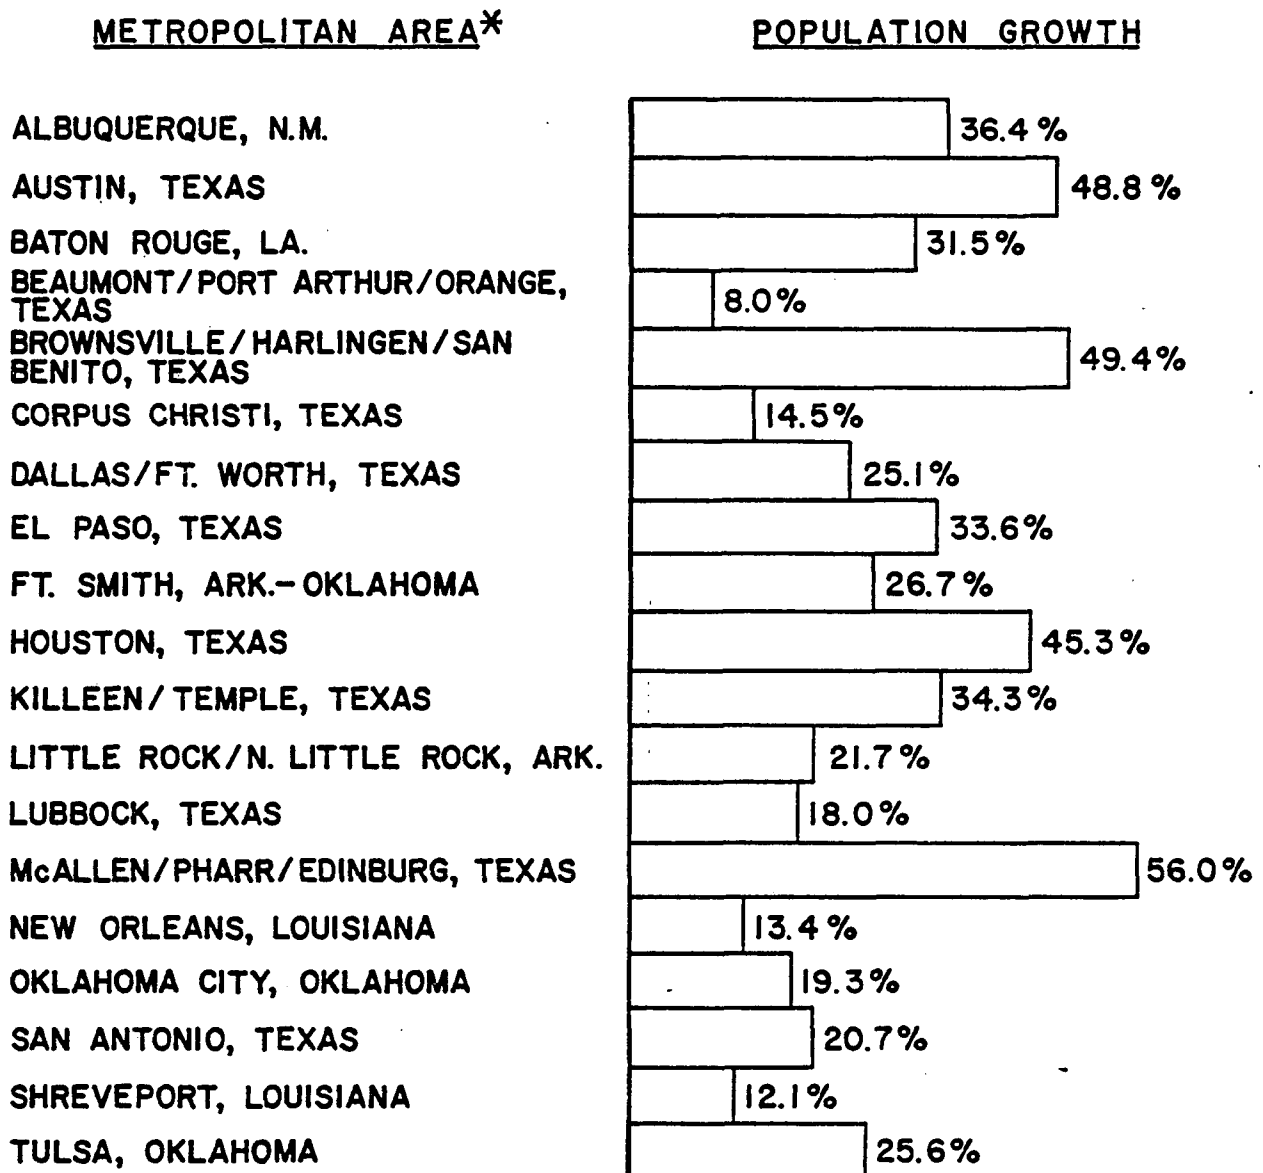 METROPOLITAN AREA* POPULATION GROWTH
ALBUQUERQUE, N.M. 36.4%
AUSTIN, TEXAS 48.8%
BATON ROUGE, LA. 31.5%
BEAUMONT/PORT ARTHUR/ORANGE,
TEXAS 8.0%
BROWNSVILLE/HARLINGEN/SAN
BENITO, TEXAS 49.4%
CORPUS CHRISTI, TEXAS 14.5%
DALLAS/FT. WORTH, TEXAS 25.1%
EL PASO, TEXAS 33.6%
FT. SMITH, ARK.-OKLAHOMA 26.7%
HOUSTON, TEXAS 45.3%
KILLEEN/TEMPLE, TEXAS 34.3%
LITTLE ROCK/N. LITTLE ROCK, ARK. 21.7%
LUBBOCK, TEXAS 18.0%
McALLEN/PHARR/EDINBURG, TEXAS 56.0%
NEW ORLEANS, LOUISIANA 13.4%
OKLAHOMA CITY, OKLAHOMA 19.3%
SAN ANTONIO, TEXAS 20.7%
SHREVEPORT, LOUISIANA 12.1%
TULSA, OKLAHOMA 25.6%